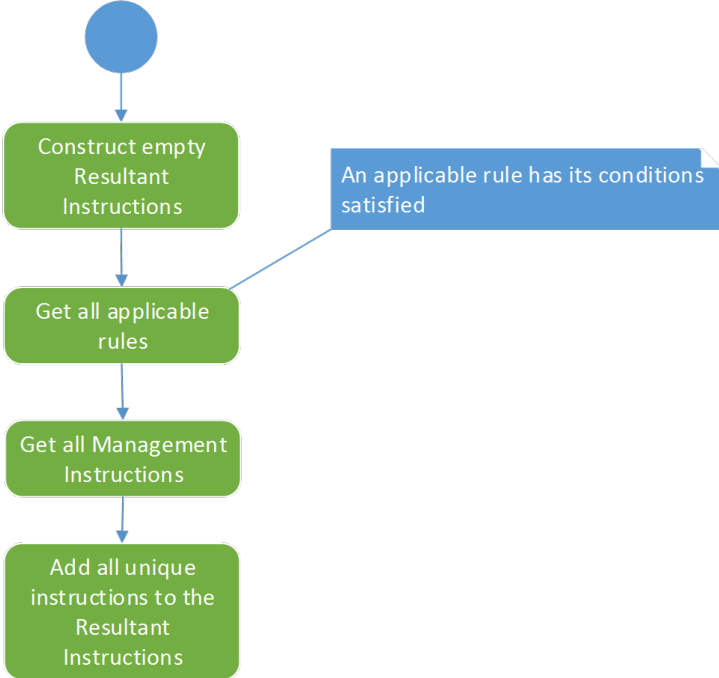 Construct empty
Resultant
Instructions
An applicable rule has its conditions
satisfied
Get all applicable
rules
Get all Management
Instructions
Add all unique
instructions to the
Resultant
Instructions